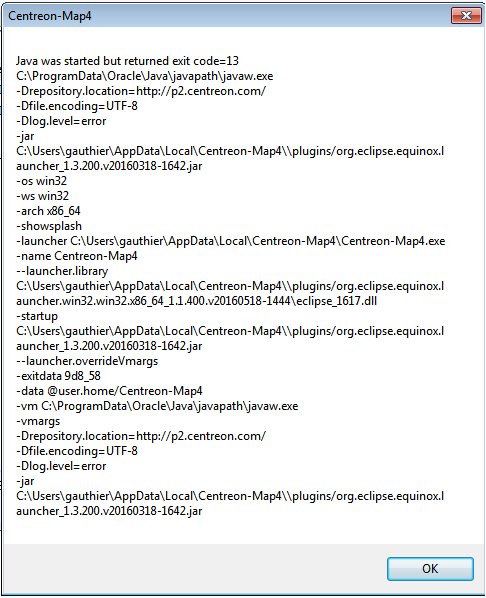 Centreon-Map4
Java was started but returned exit code=13
C:\ProgramData\Oracle\Java\javapath\javaw.exe
-Drepository.location=http://p2.centreon.com/
-Dfile.encoding=UTF-8
-Dlog.level=error
-jar
C:\Users\gauthier\AppData\Local\Centreon-Map4\\plugins/org.eclipse.equinox.l
auncher_1.3.200.v20160318-1642.jar
-os win32
-ws win32
-arch x86_64
-showsplash
-launcher C:\Users\gauthier\AppData\Local\Centreon-Map4\Centreon-Map4.exe
-name Centreon-Map4
--launcher.library
C:\Users\gauthier\AppData\Local\Centreon-Map4\\plugins/org.eclipse.equinox.l
auncher.win32.win32.x86_64_1.1.400.v20160518-1444\eclipse_1617.dll
-startup
C:\Users\gauthier\AppData\Local\Centreon-Map4\\plugins/org.eclipse.equinox.l
auncher_1.3.200.v20160318-1642.jar
--launcher.overrideVmargs
-exitdata 9d8_58
-data @user.home/Centreon-Map4
-vm C:\ProgramData\Oracle\Java\javapath\javaw.exe
-vmargs
-Drepository.location=http://p2.centreon.com/
-Dfile.encoding=UTF-8
-Dlog.level=error
-jar
C:\Users\gauthier\AppData\Local\Centreon-Map4\\plugins/org.eclipse.equinox.l
auncher_1.3.200.v20160318-1642.jar
OK